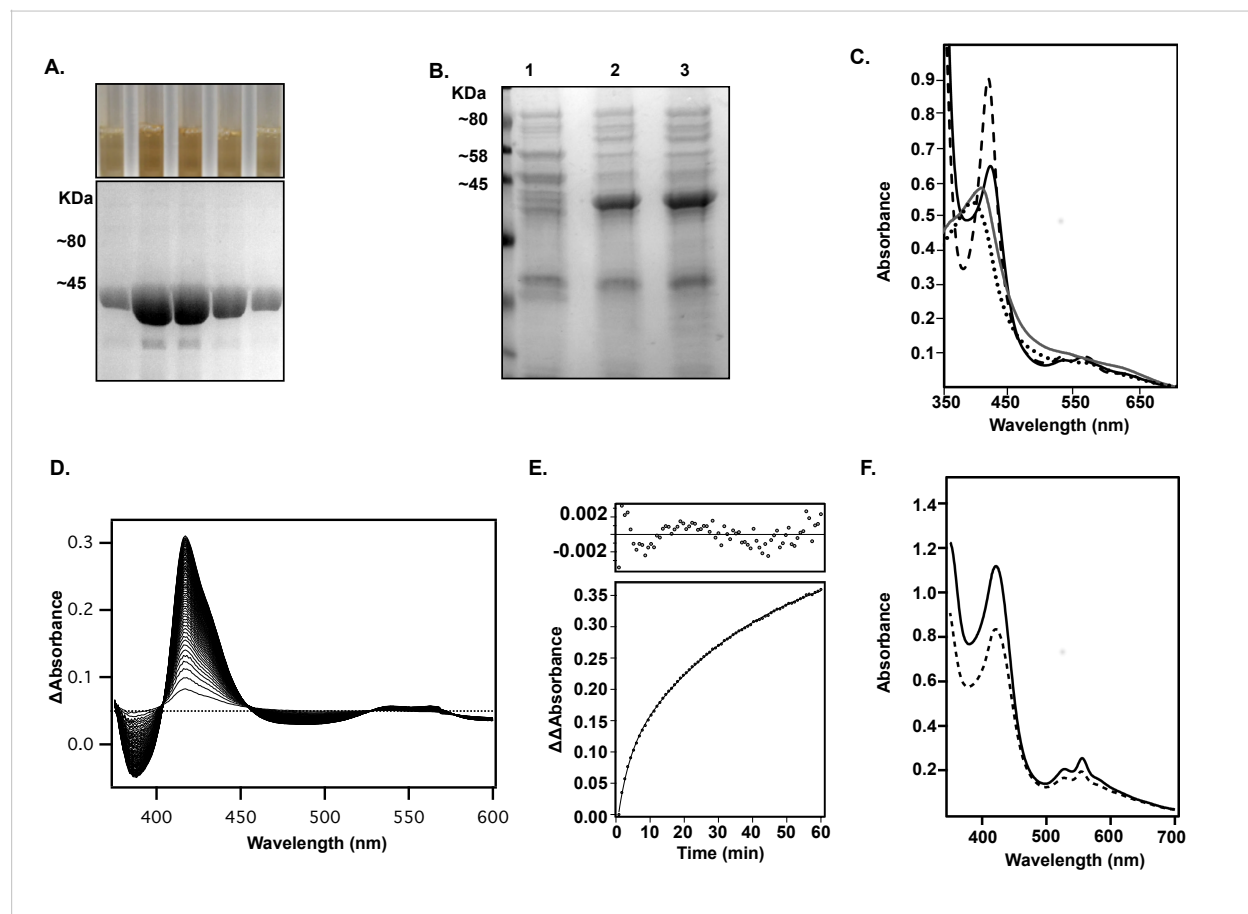 A.
KDa
~80
~45
B.
1 2 3
KDa
~80
~58
~45
C.
0.9
0.8
0.7
0.6
0.5
0.4
0.3
0.2
0.1
350 450 550 650
Absorbance
Wavelength (nm)
D.
0.3
0.2
0.1
0.0
400 450 500 550 600
ΔAbsorbance
Wavelength (nm)
E.
0.002
-0.002
0.35
0.30
0.25
0.20
0.15
0.10
0.05
0.00
0 10 20 30 40 50 60
ΔΔAbsorbance
Time (min)
F.
1.4
1.2
1.0
0.8
0.6
0.4
0.2
400 500 600 700
Absorbance
Wavelength (nm)